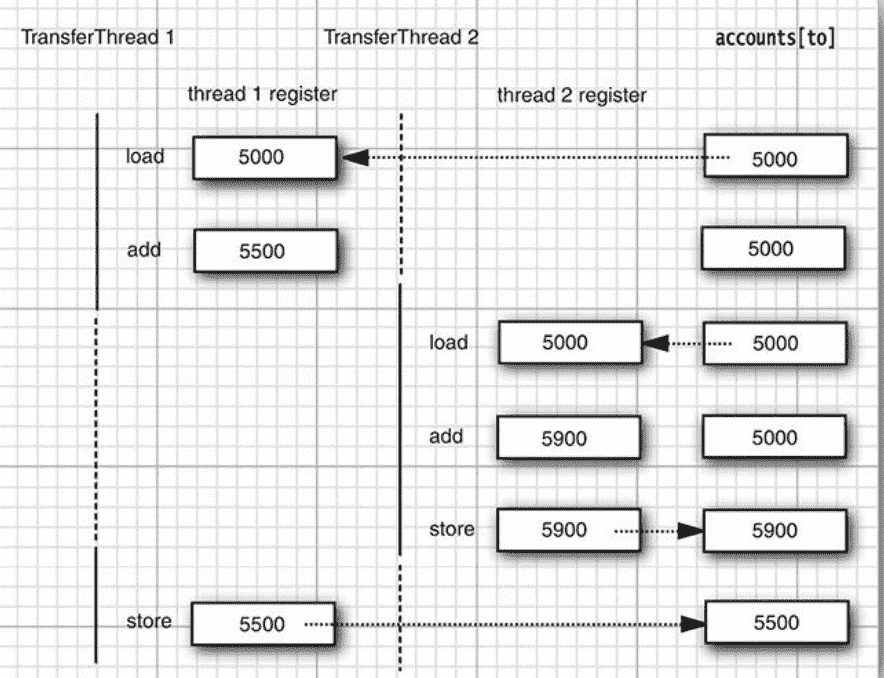 TransferThread 1 TransferThread 2 accounts[to]
thread 1 register thread 2 register
load 5000 5000
add 5500 5000
load 5000 5000
add 5900 5000
store 5900 5900
store 5500 5500